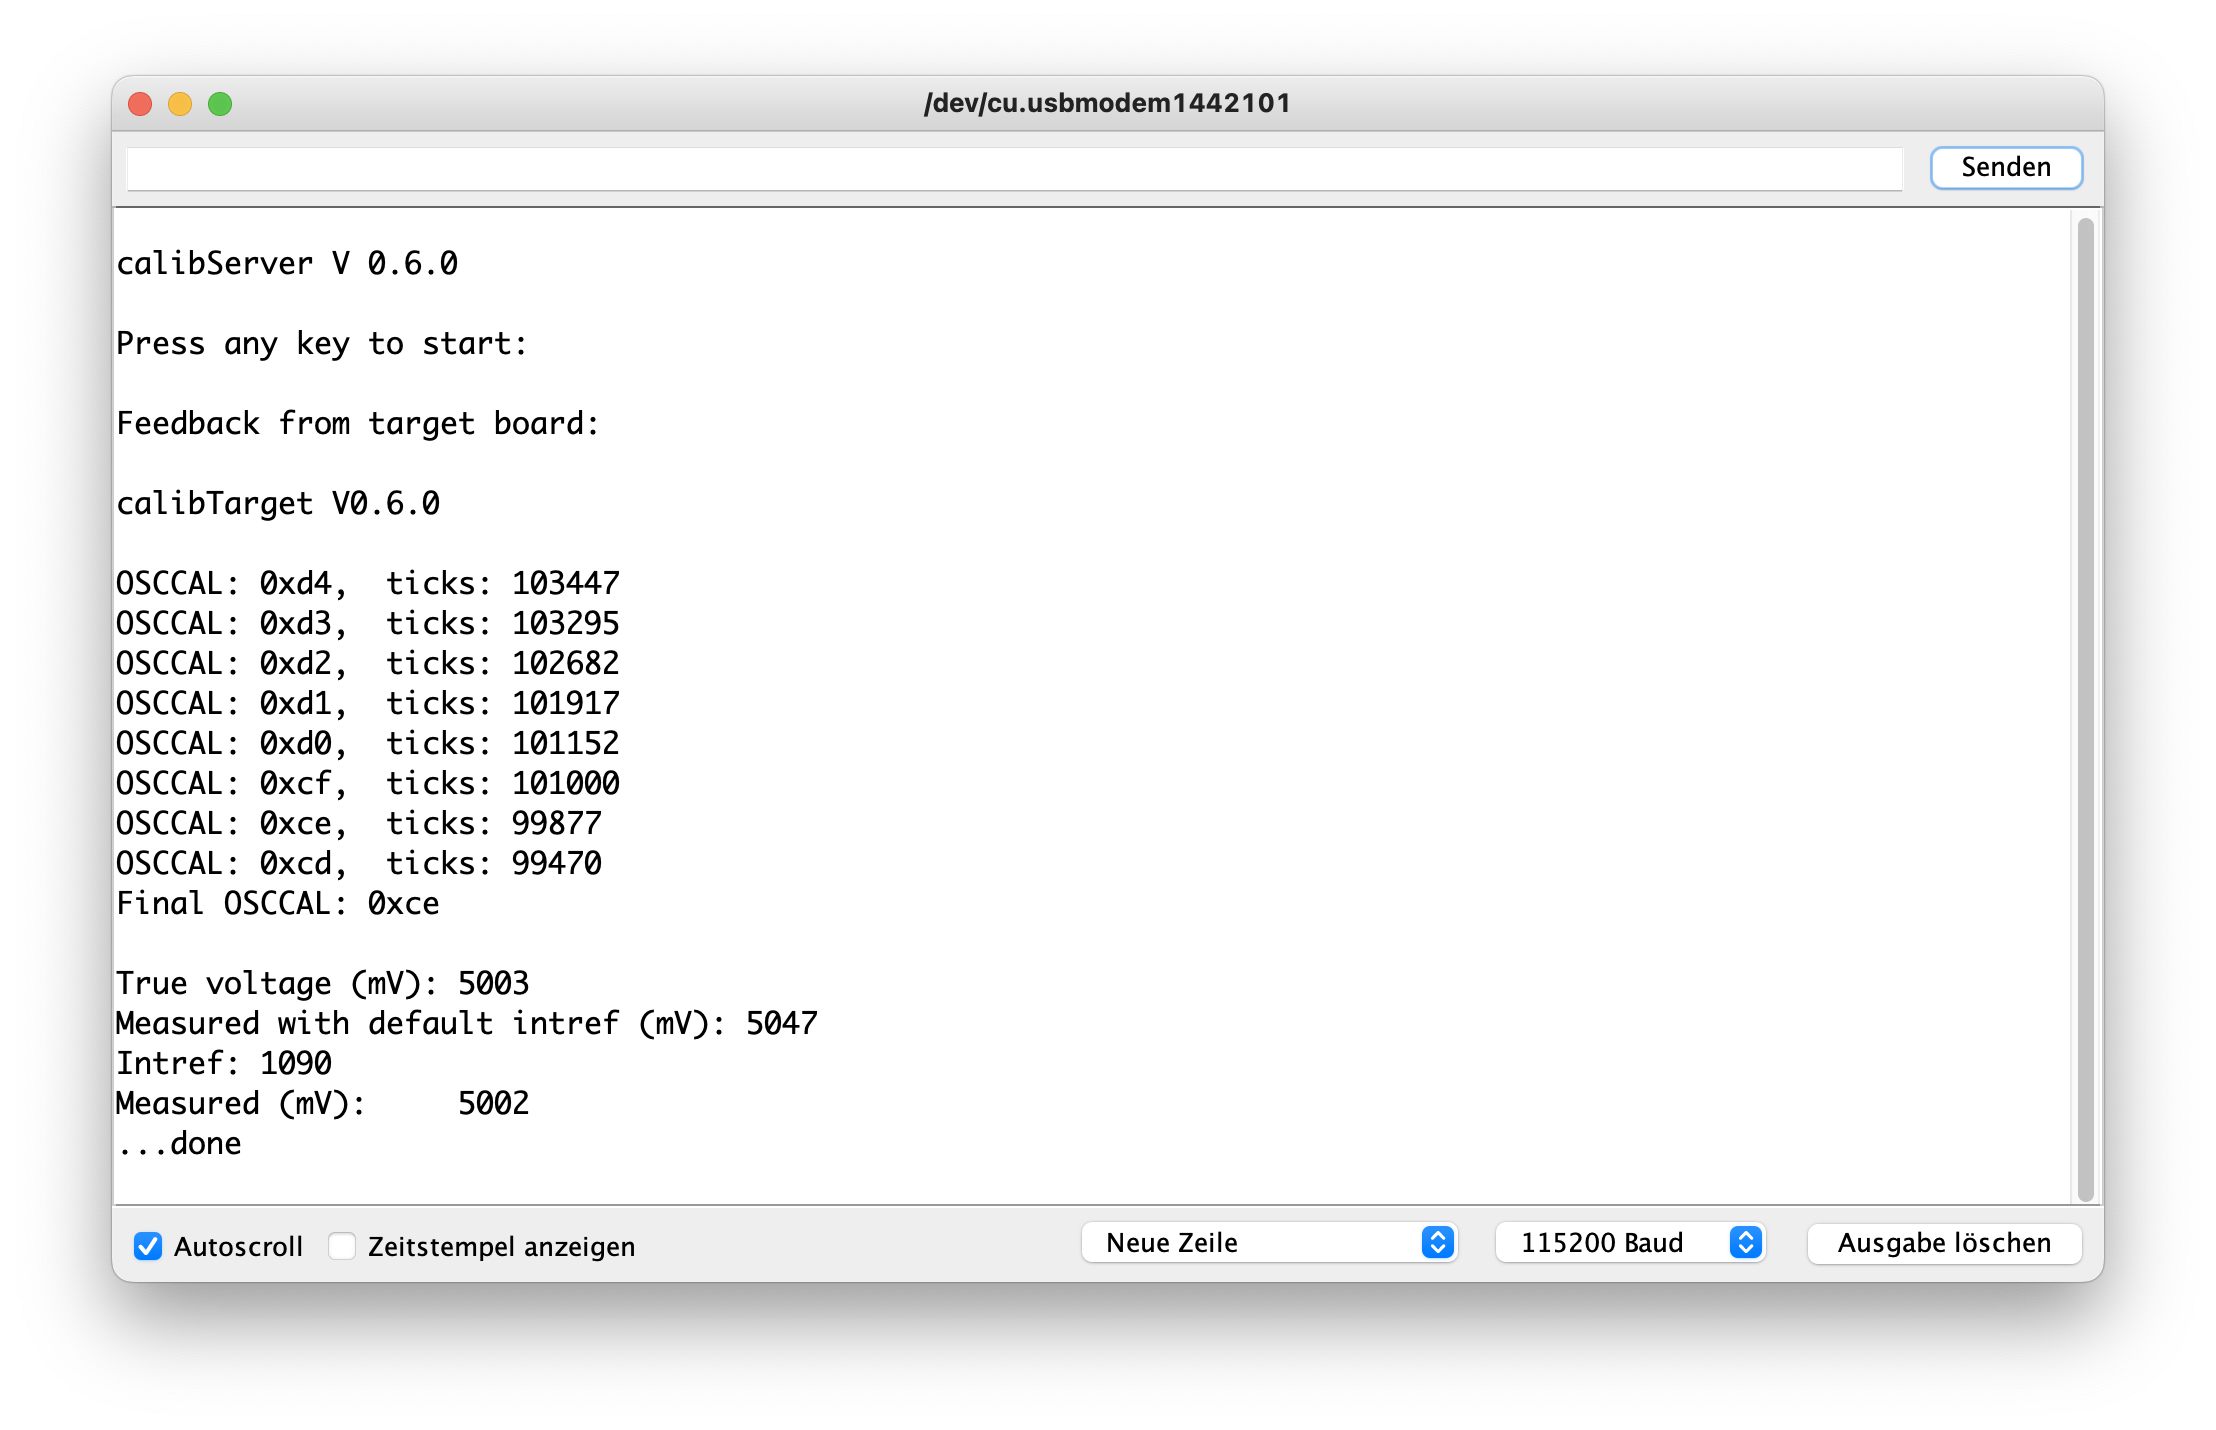 /dev/cu.usbmodem1442101
Senden
calibServer V 0.6.0
Press any key to start:
Feedback from target board:
calibTarget V0.6.0
OSCCAL: 0xd4,  ticks: 103447
OSCCAL: 0xd3,  ticks: 103295
OSCCAL: 0xd2,  ticks: 102682
OSCCAL: 0xd1,  ticks: 101917
OSCCAL: 0xd0,  ticks: 101152
OSCCAL: 0xcf,  ticks: 101000
OSCCAL: 0xce,  ticks: 99877
OSCCAL: 0xcd,  ticks: 99470
Final OSCCAL: 0xce
True voltage (mV): 5003
Measured with default intref (mV): 5047
Intref: 1090
Measured (mV):     5002
...done
Autoscroll Zeitstempel anzeigen Neue Zeile 115200 Baud Ausgabe löschen